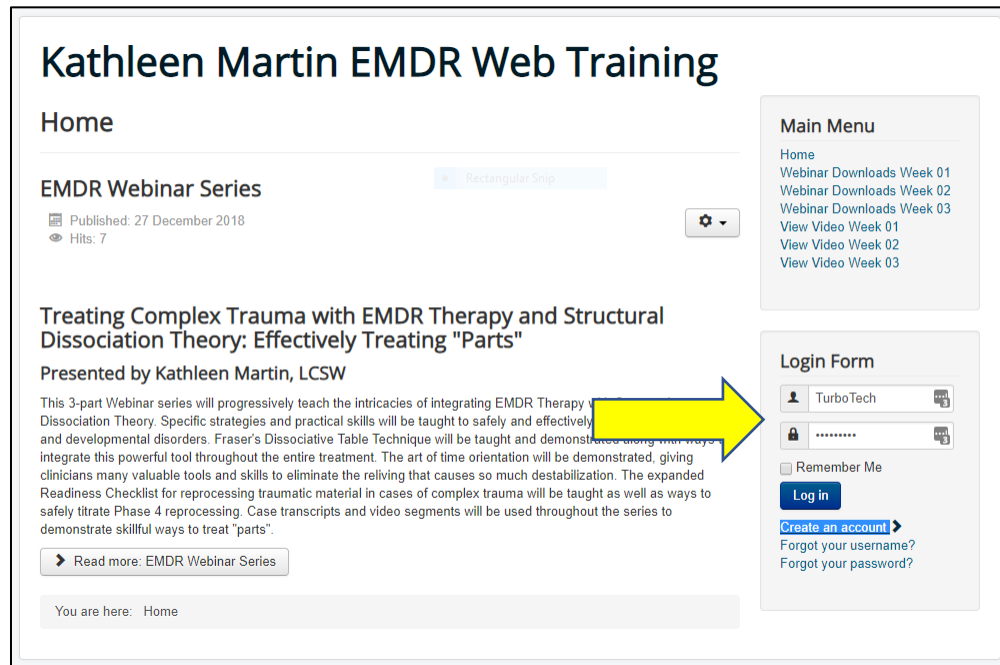 Kathleen Martin EMDR Web Training
Home
Rectangular Snip
EMDR Webinar Series
Published: 27 December 2018
Hits: 7
Treating Complex Trauma with EMDR Therapy and Structural
Dissociation Theory: Effectively Treating "Parts"
Presented by Kathleen Martin, LCSW
This 3-part Webinar series will progressively teach the intricacies of integrating EMDR Therapy
Dissociation Theory. Specific strategies and practical skills will be taught to safely and effectively
and developmental disorders. Fraser's Dissociative Table Technique will be taught and demonstrated along with ways
integrate this powerful tool throughout the entire treatment. The art of time orientation will be demonstrated, giving
clinicians many valuable tools and skills to eliminate the reliving that causes so much destabilization. The expanded
Readiness Checklist for reprocessing traumatic material in cases of complex trauma will be taught as well as ways to
safely titrate Phase 4 reprocessing. Case transcripts and video segments will be used throughout the series to
demonstrate skillful ways to treat "parts".
Read more: EMDR Webinar Series
You are here: Home
Main Menu
Home
Webinar Downloads Week 01
Webinar Downloads Week 02
Webinar Downloads Week 03
View Video Week 01
View Video Week 02
View Video Week 03
Login Form
TurboTech
3
•••••••••
3
Remember Me
Log in
Create an account
Forgot your username?
Forgot your password?